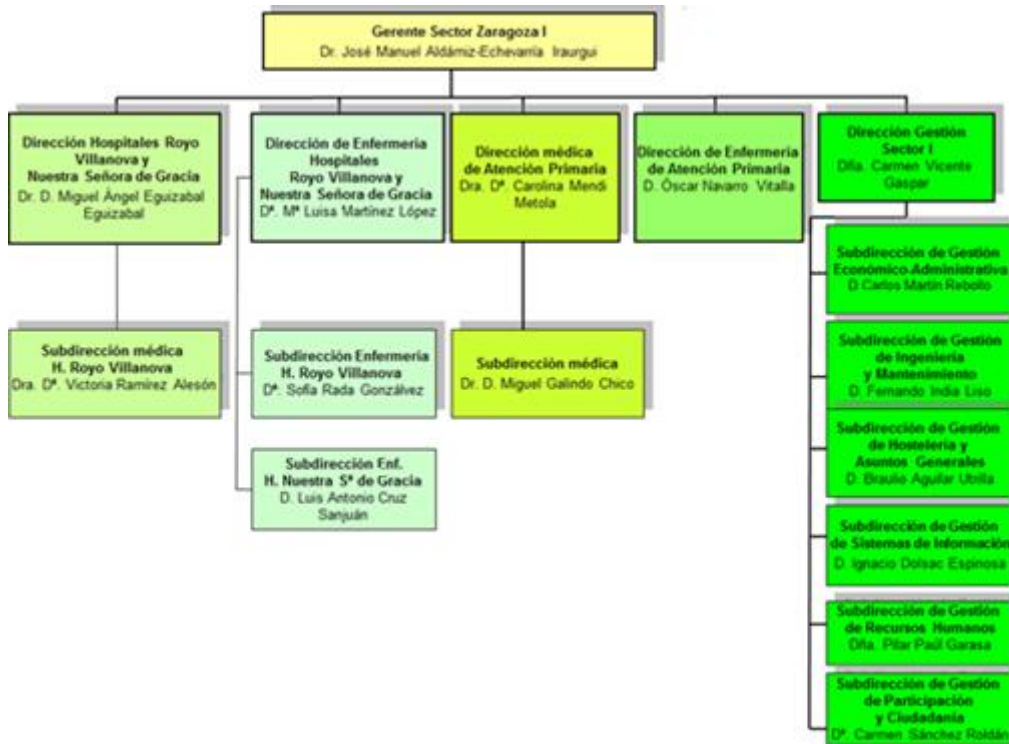 Gerente Sector Zaragoza I
Dr. José Manuel Aldámiz-Echevarría Iraurgui
Dirección Hospitales Royo
Villanova y
Nuestra Señora de Gracia
Dr. D. Miguel Ángel Eguizabal
Eguizabal
Dirección de Enfermeria
Hospitales
Royo Villanova y
Nuestra Señora de Gracia
Dª. Mª Luisa Martínez López
Dirección médica
de Atención Primaria
Dra. Dª. Carolina Mendi
Metola
Dirección de Enfermeria
de Atención Primaria
D. Óscar Navarro Vitalla
Dirección Gestión
Sector I
Dña. Carmen Vicente
Gaspar
Subdirección médica
H. Royo Villanova
Dra. Dª. Victoria Ramírez Alesón
Subdirección Enfermería
H. Royo Villanova
Dª. Sofía Rada Gonzálvez
Subdirección Enf.
H. Nuestra Sª de Gracia
D. Luis Antonio Cruz
Sanjuán
Subdirección médica
Dr. D. Miguel Galindo Chico
Subdirección de Gestión
Económico-Administrativa
D.Carlos Martín Rebollo
Subdirección de Gestión
de Ingeniería
y Mantenimiento
D. Fernando India Liso
Subdirección de Gestión
de Hostelería y
Asuntos Generales
D. Braulio Aguilar Utrilla
Subdirección de Gestión
de Sistemas de Información
D. Ignacio Dolsac Espinosa
Subdirección de Gestión
de Recursos Humanos
Dña. Pilar Paúl Garasa
Subdirección de Gestión
de Participación
y Ciudadanía
Dª. Carmen Sánchez Roldán